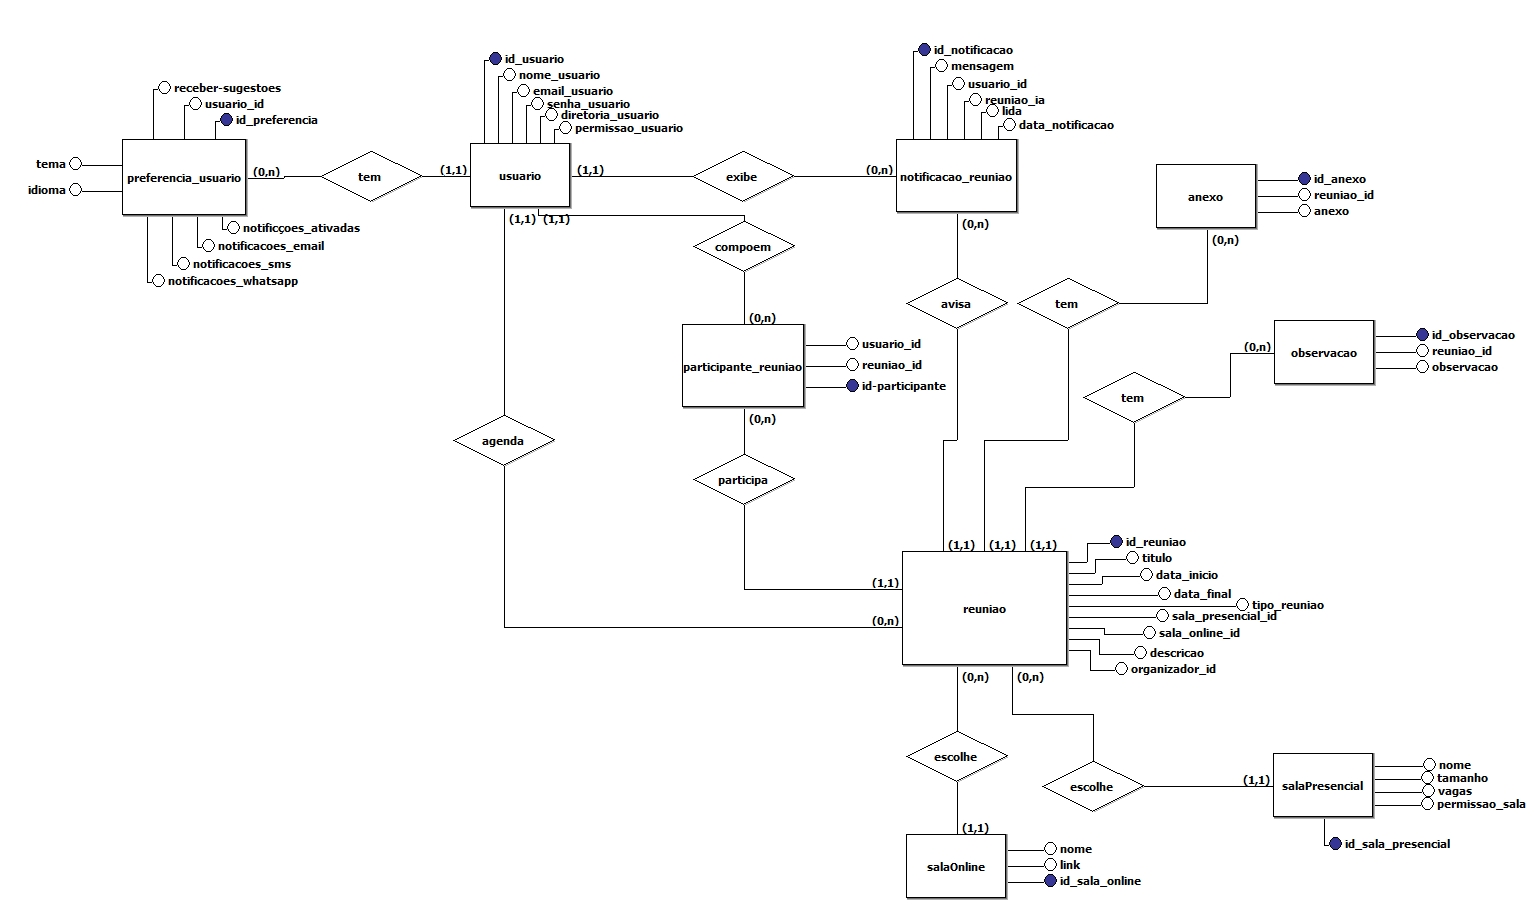 receber-sugestoes
usuario_id
id_preferencia
tema
idioma
preferencia_usuario
(0,n)
notificçoes_ativadas
notificacoes_email
notificacoes_sms
notificacoes_whatsapp
tem
(1,1)
id_usuario
nome_usuario
email_usuario
senha_usuario
diretoria_usuario
permissao_usuario
usuario
(1,1)
(1,1)
(1,1)
exibe
(0,n)
id_notificacao
mensagem
usuario_id
reuniao_ia
lida
data_notificacao
notificacao_reuniao
(0,n)
id_anexo
reuniao_id
anexo
anexo
(0,n)
compoem
(0,n)
avisa
tem
participante_reuniao
usuario_id
reuniao_id
id-participante
(0,n)
(0,n)
observacao
id_observacao
reuniao_id
observacao
tem
agenda
participa
(1,1)
(1,1)
(1,1)
(1,1)
(0,n)
reuniao
id_reuniao
titulo
data_inicio
data_final
tipo_reuniao
sala_presencial_id
sala_online_id
descricao
organizador_id
(0,n)
(0,n)
escolhe
escolhe
(1,1)
salaPresencial
nome
tamanho
vagas
permissao_sala
id_sala_presencial
(1,1)
salaOnline
nome
link
id_sala_online